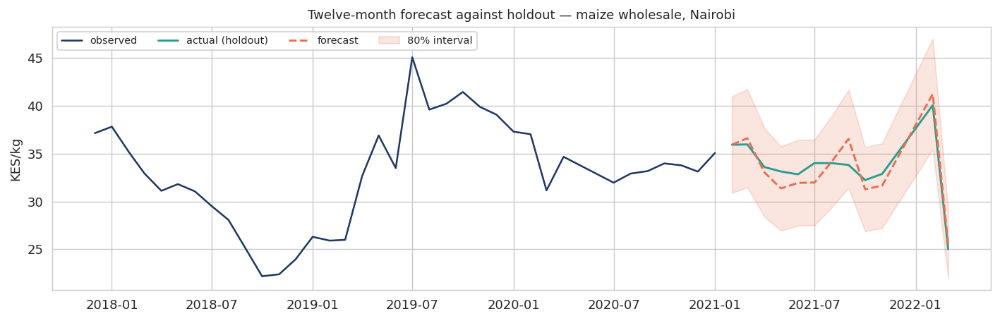 Twelve-month forecast against holdout — maize wholesale, Nairobi
observed actual (holdout) forecast 80% interval
KES/kg
45
40
35
30
25
2018-01 2018-07 2019-01 2019-07 2020-01 2020-07 2021-01 2021-07 2022-01